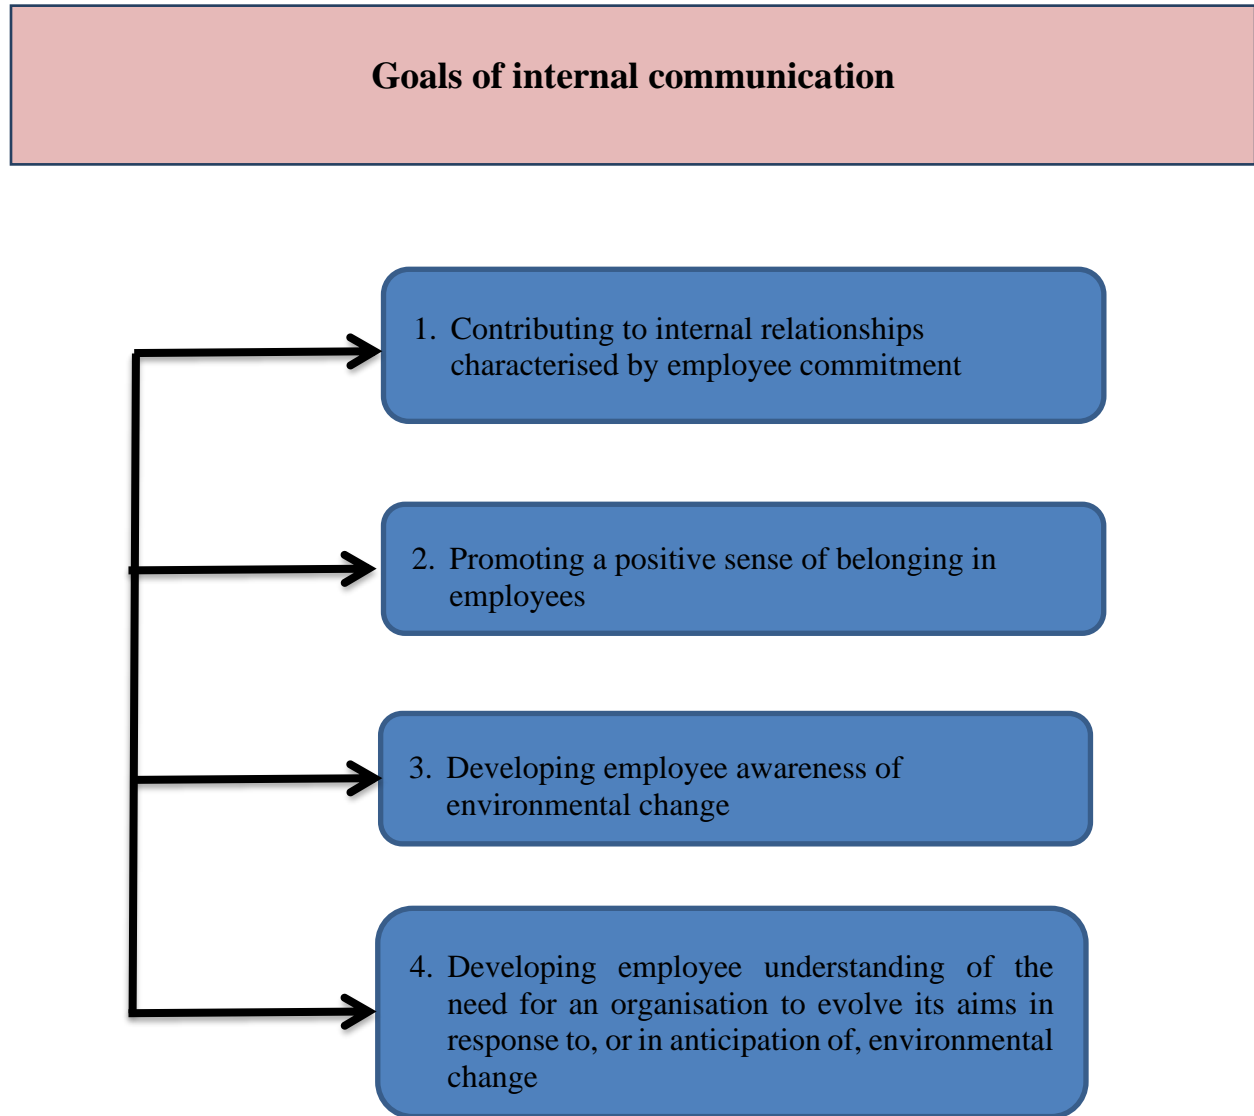 Goals of internal communication
1. Contributing to internal relationships
characterised by employee commitment
2. Promoting a positive sense of belonging in
employees
3. Developing employee awareness of
environmental change
4. Developing employee understanding of the
need for an organisation to evolve its aims in
response to, or in anticipation of, environmental
change